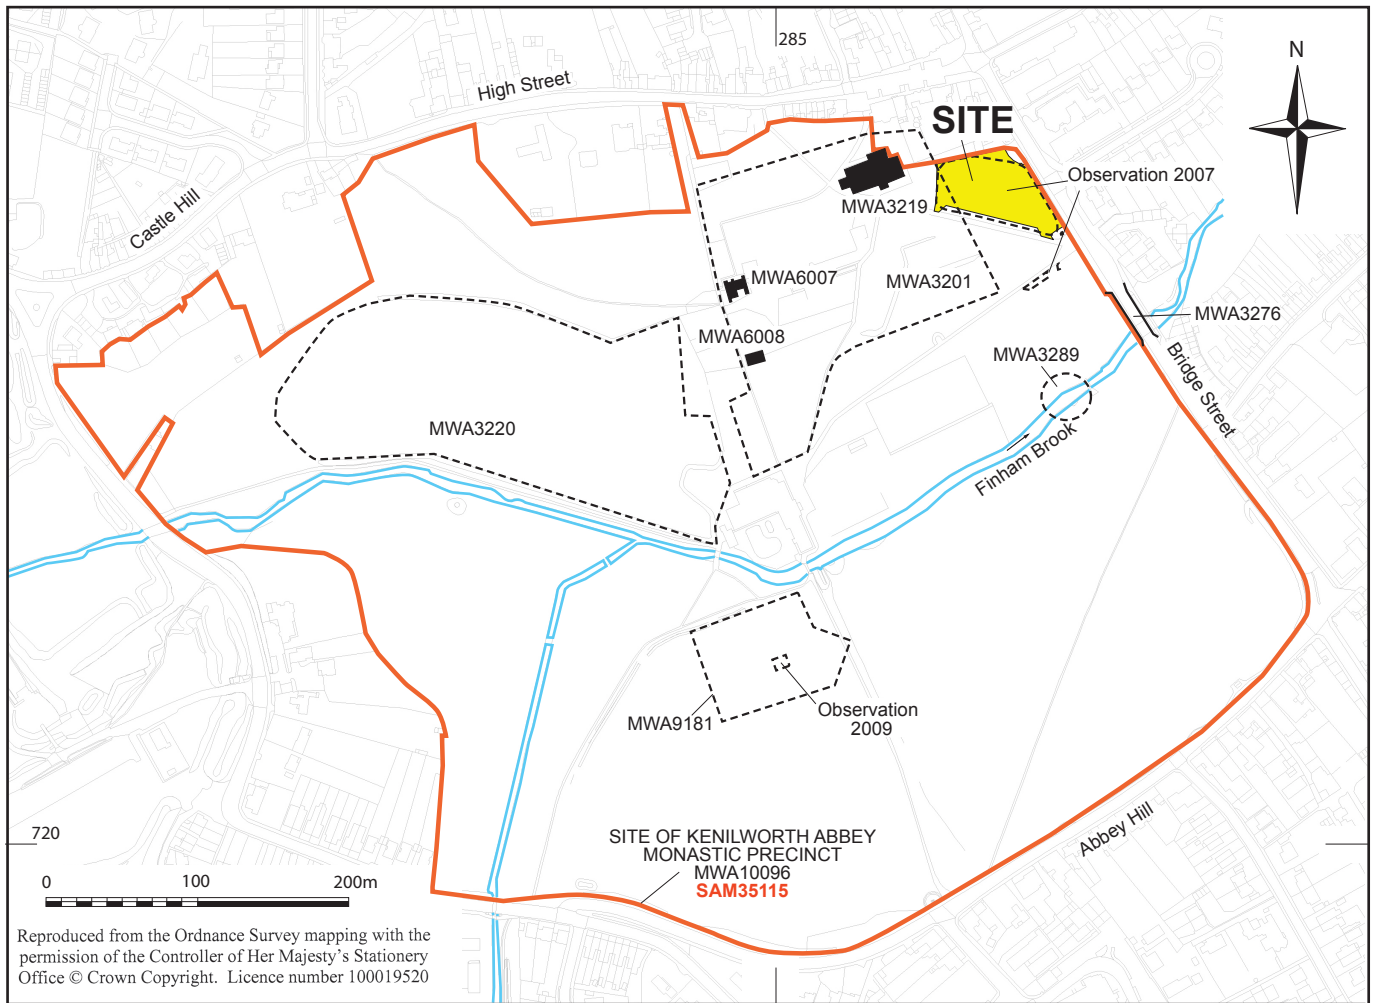 285
N
High Street
SITE
Observation 2007
Castle Hill
MWA3219
MWA6007
MWA3201
MWA3276
MWA6008
MWA3289
Bridge Street
MWA3220
Finham Brook
MWA9181
Observation
2009
720
SITE OF KENILWORTH ABBEY
MONASTIC PRECINCT
MWA10096
SAM35115
Abbey Hill
0 100 200m
Reproduced from the Ordnance Survey mapping with the
permission of the Controller of Her Majesty's Stationery
Office © Crown Copyright. Licence number 100019520